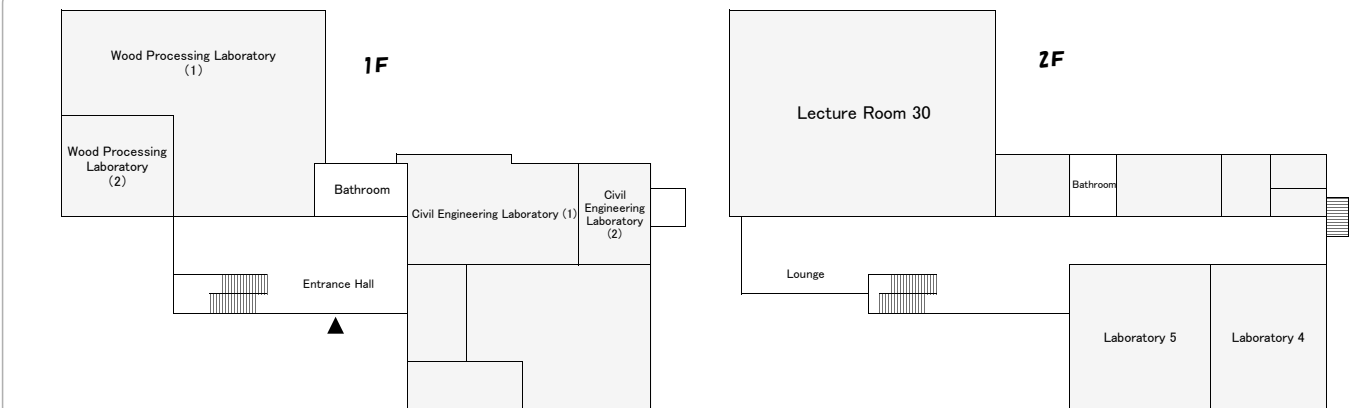 1F
Wood Processing Laboratory
(1)
Wood Processing
Laboratory
(2)
Bathroom
Civil Engineering Laboratory (1)
Civil
Engineering
Laboratory
(2)
Entrance Hall
2F
Lecture Room 30
Bathroom
Lounge
Laboratory 5
Laboratory 4